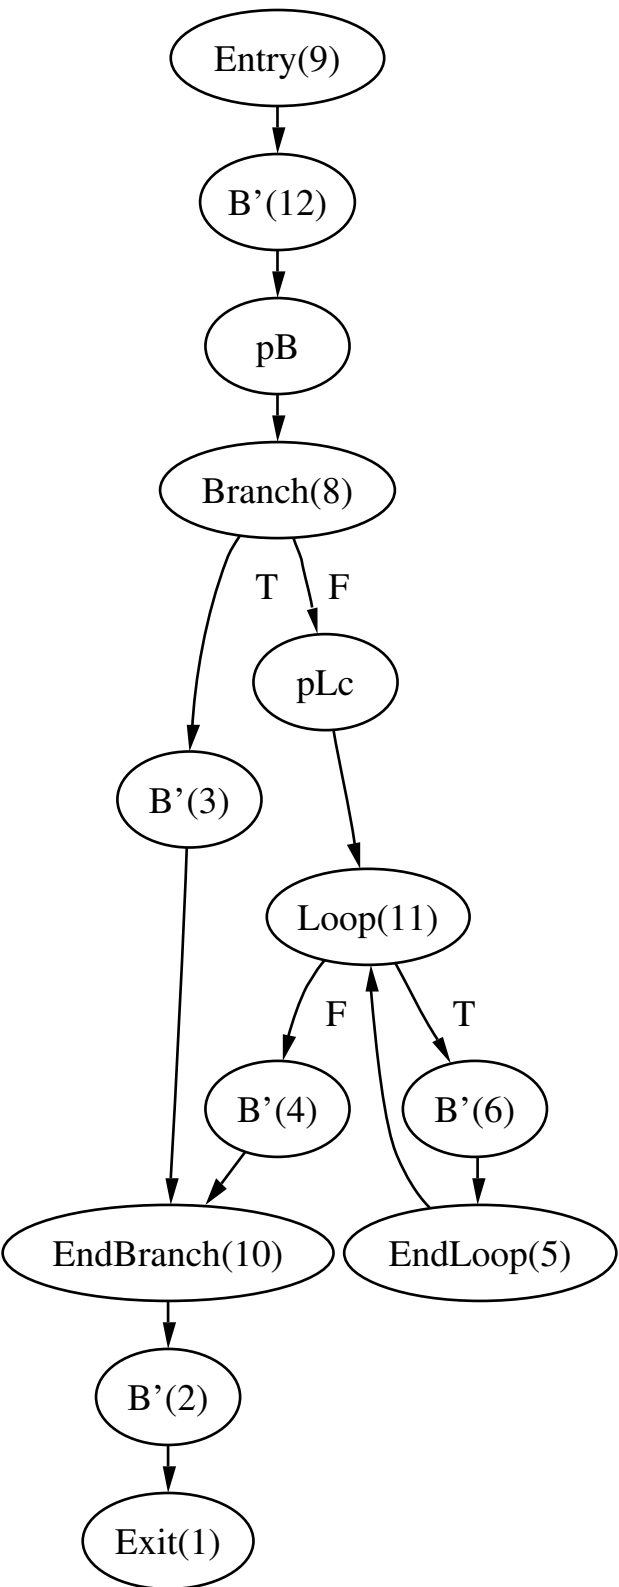 Entry(9)
B’(12)
pB
Branch(8)
T F
pLc
B’(3)
Loop(11)
F T
B’(4) B’(6)
EndBranch(10) EndLoop(5)
B’(2)
Exit(1)